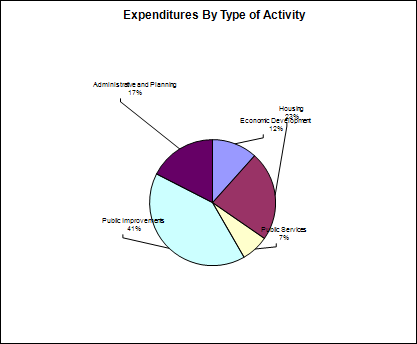 Expenditures By Type of Activity
Administrative and Planning
17%
Housing
23%
Economic Development
12%
Public Improvements
41%
Public Services
7%